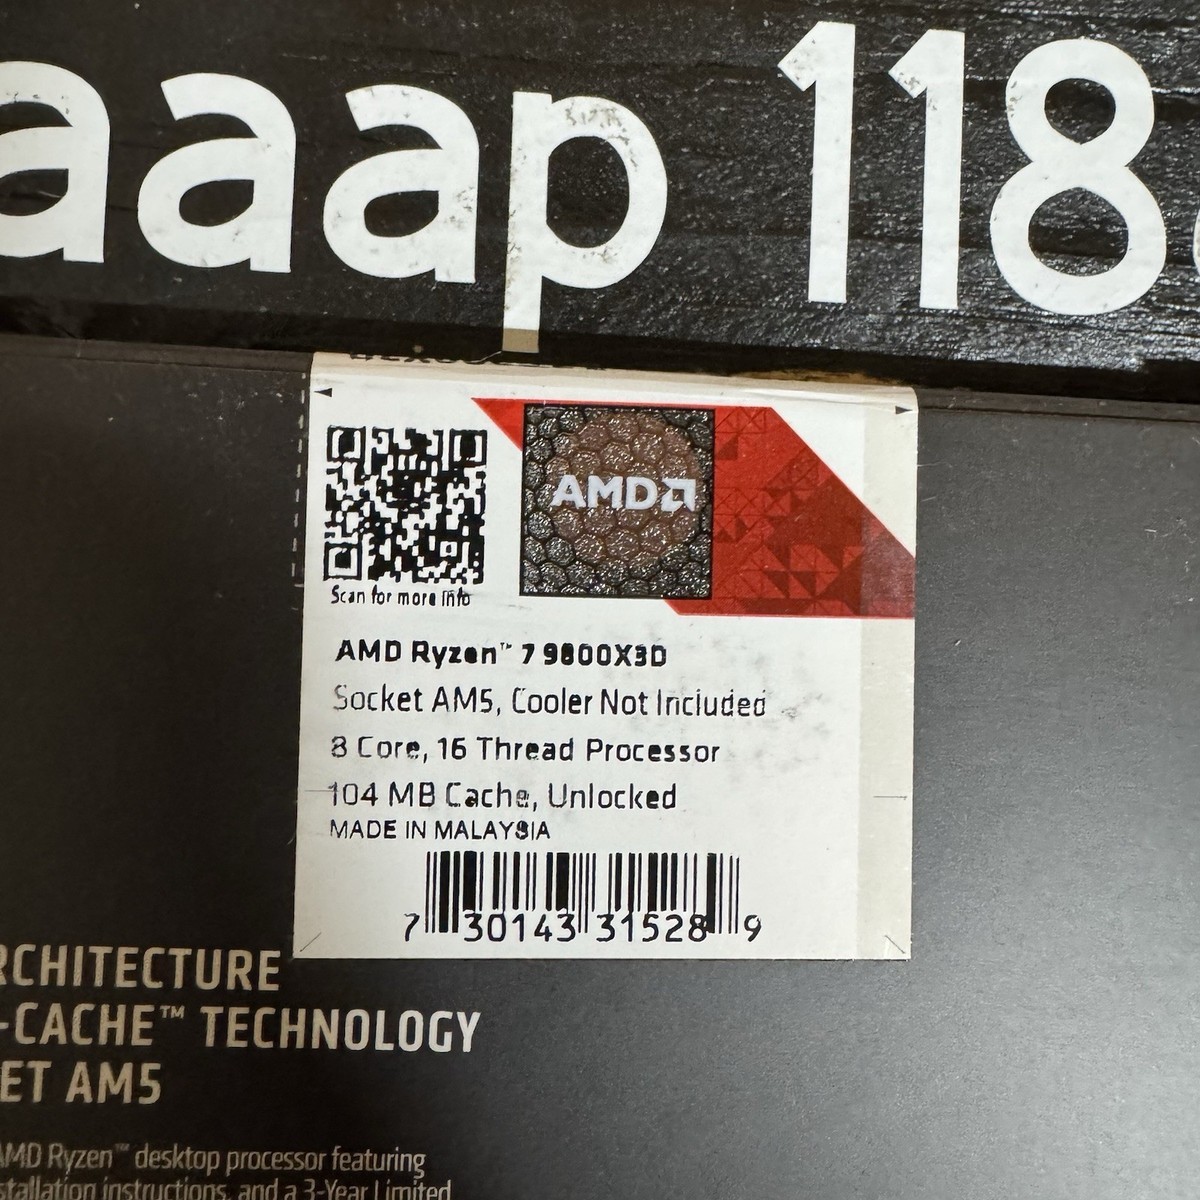 aaap 118
AMD
Scan for more info
AMD Ryzen™ 7 9800X3D
Socket AM5, Cooler Not Included
8 Core, 16 Thread Processor
104 MB Cache, Unlocked
MADE IN MALAYSIA
7 30143 31528 9
RCHITECTURE
-CACHE™ TECHNOLOGY
ET AM5
AMD Ryzen™ desktop processor featuring
stallation instructions, and a 3-Year Limited